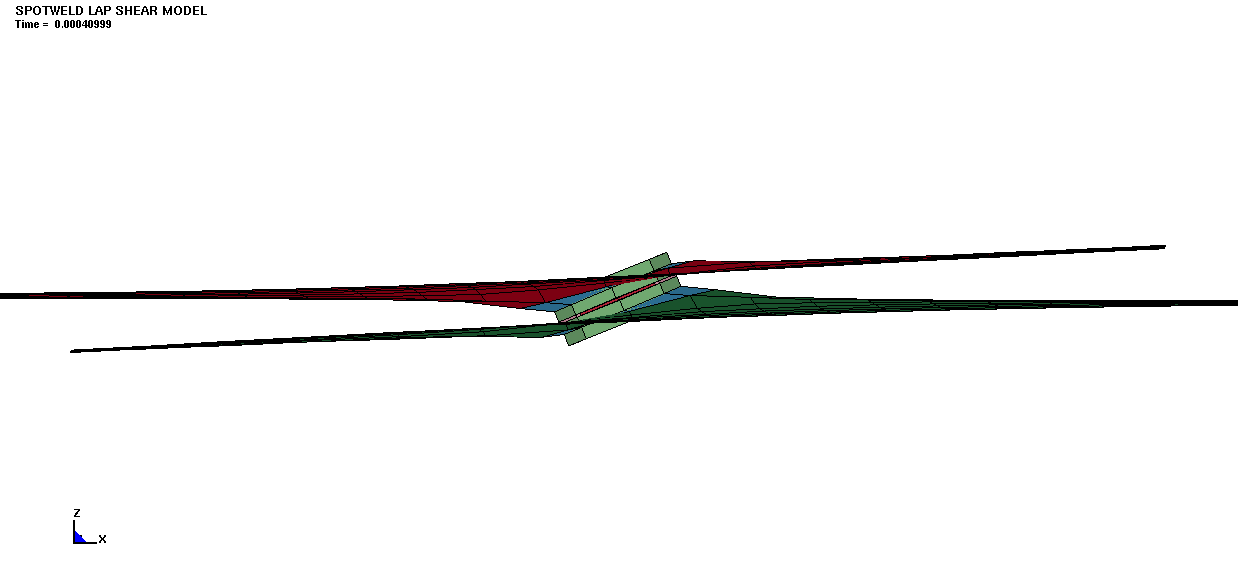 SPOTWELD LAP SHEAR MODEL
Time = 0.00040999
Z
X